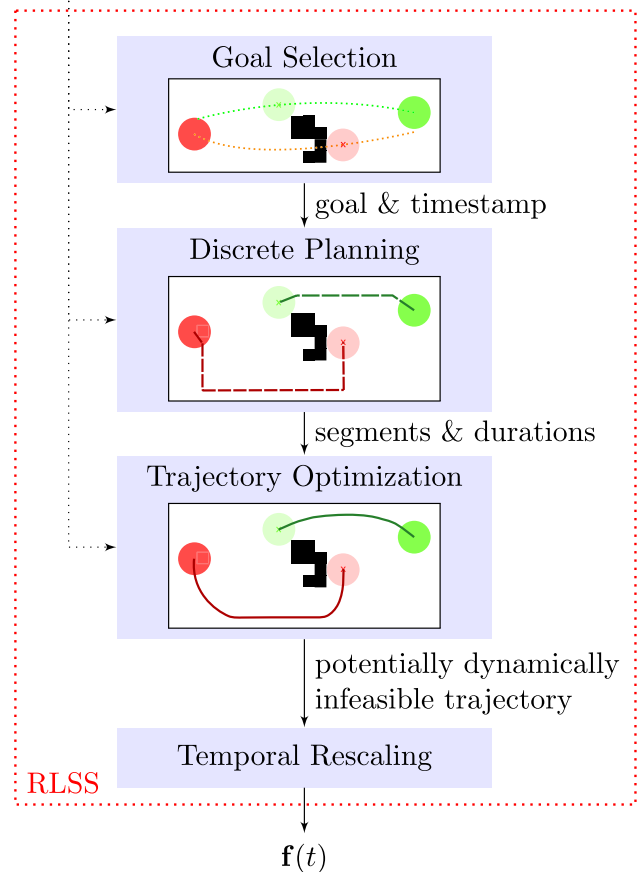 Goal Selection
goal & timestamp
Discrete Planning
segments & durations
Trajectory Optimization
potentially dynamically
infeasible trajectory
Temporal Rescaling
RLSS
f(t)